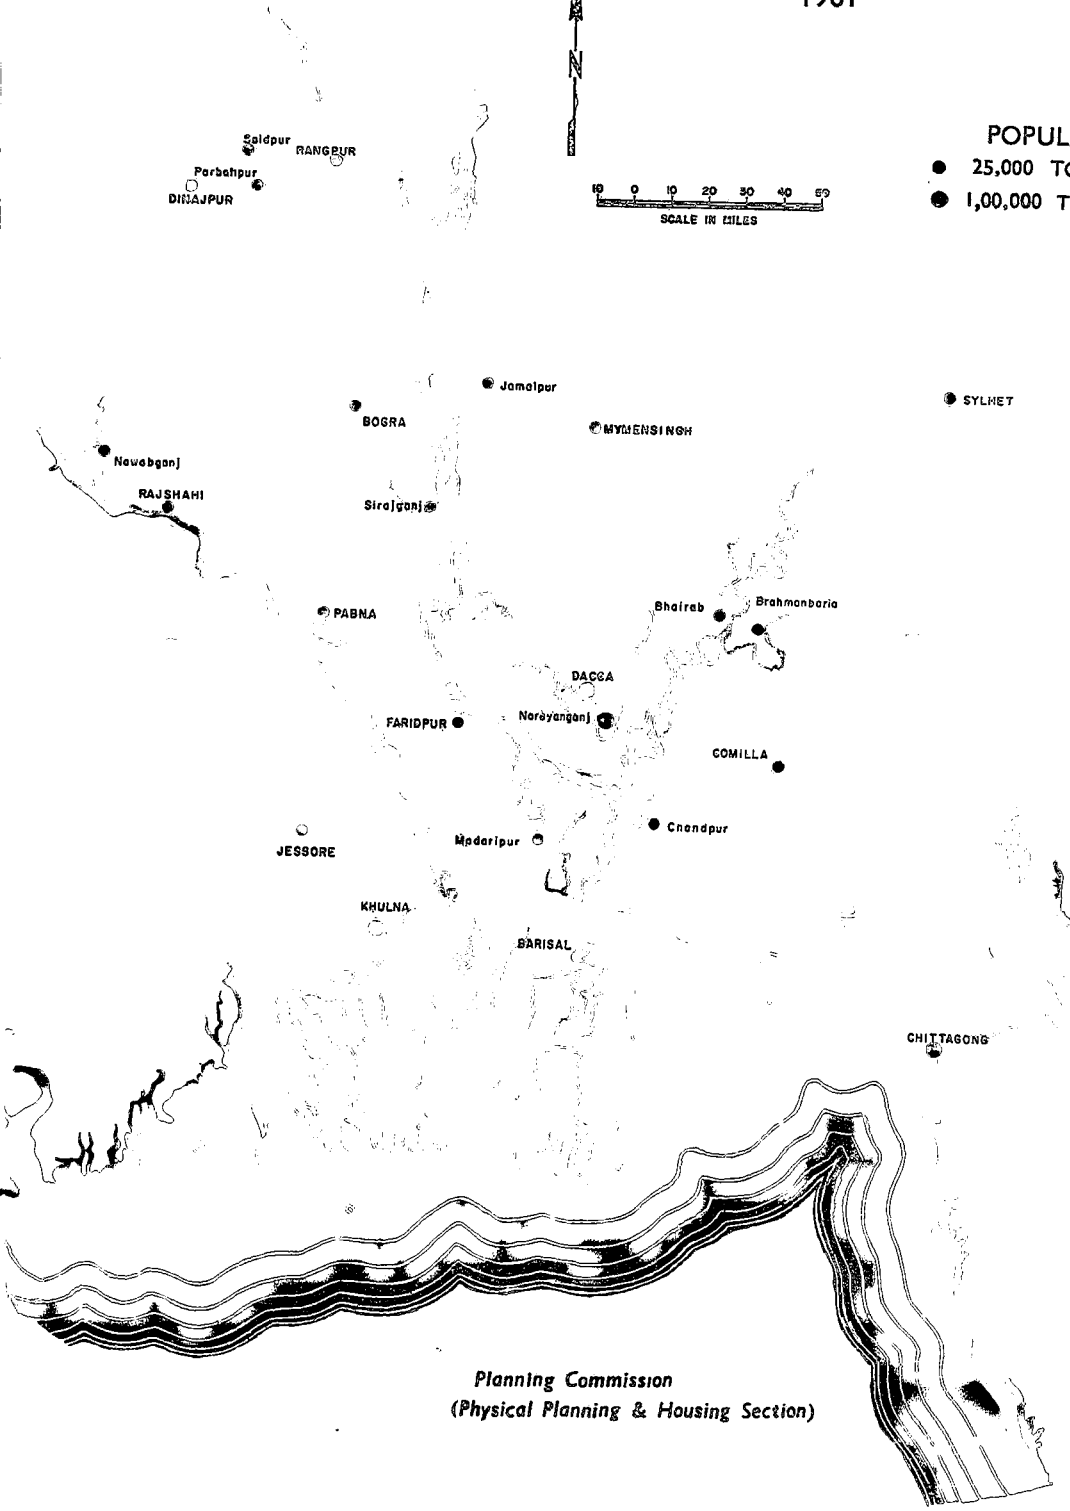 1961
N
POPUL
25,000 TO
1,00,000 T
10 0 10 20 30 40 50
SCALE IN MILES
Saidpur
RANGPUR
Parbahpur
DINAJPUR
Jamalpur
SYLHET
BOGRA
MYMENSINGH
Nawabganj
RAJSHAHI
Sirajganj
PABNA
Bhairab
Brahmanbaria
DACCA
FARIDPUR
Narayanganj
COMILLA
Chandpur
Madaripur
JESSORE
KHULNA
BARISAL
CHITTAGONG
Planning Commission
(Physical Planning & Housing Section)